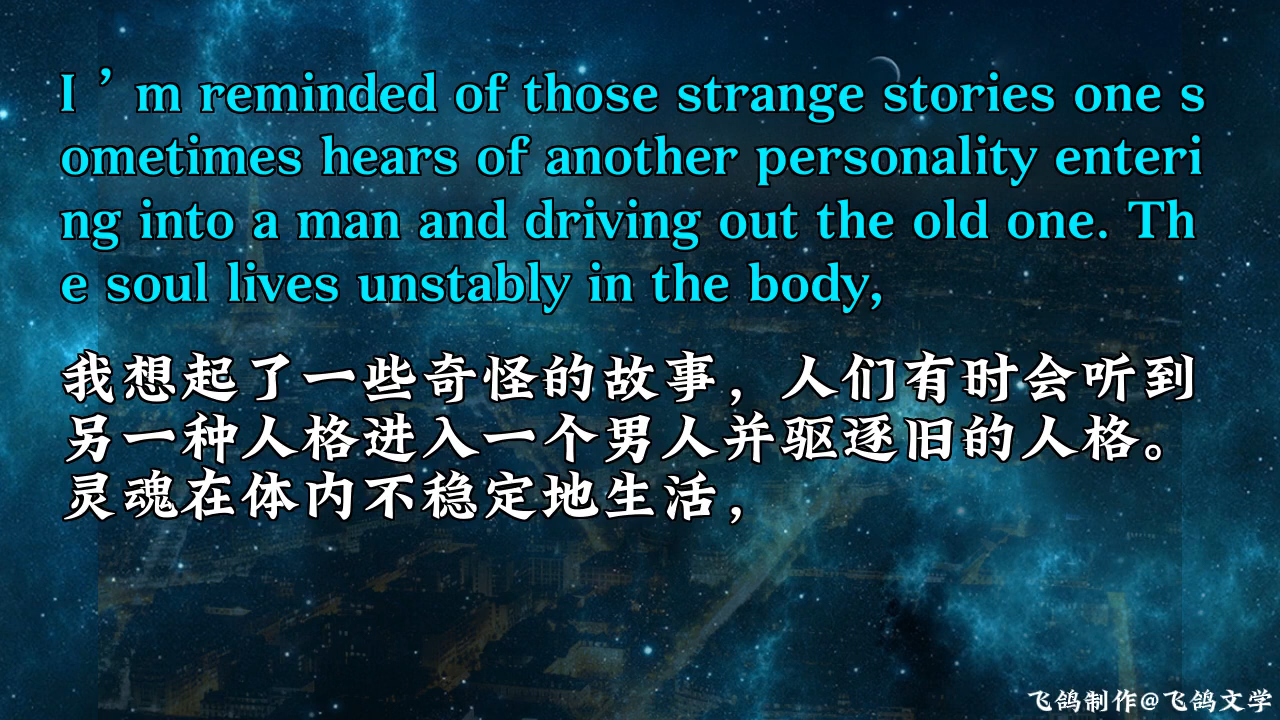 I ’ m reminded of those strange stories one s
ometimes hears of another personality enteri
ng into a man and driving out the old one. Th
e soul lives unstably in the body,
我想起了一些奇怪的故事，人们有时会听到
另一种人格进入一个男人并驱逐旧的人格。
灵魂在体内不稳定地生活，
飞鸽制作@飞鸽文学